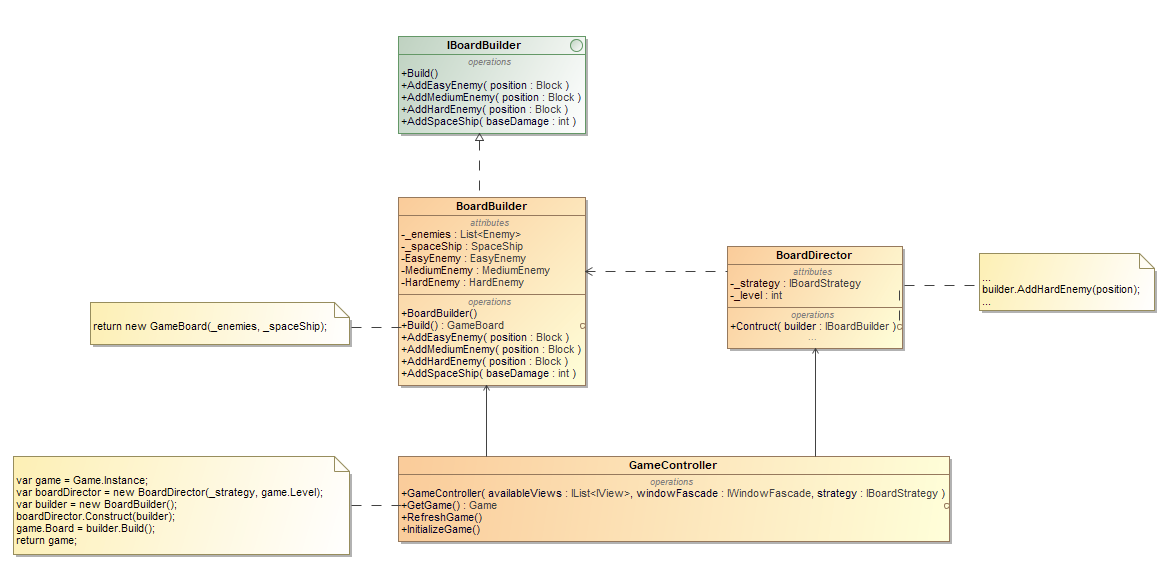 IBoardBuilder
operations
+Build()
+AddEasyEnemy( position : Block )
+AddMediumEnemy( position : Block )
+AddHardEnemy( position : Block )
+AddSpaceShip( baseDamage : int )
BoardBuilder
attributes
-_enemies : List<Enemy>
-_spaceShip : SpaceShip
-EasyEnemy : EasyEnemy
-MediumEnemy : MediumEnemy
-HardEnemy : HardEnemy
operations
+BoardBuilder()
+Build() : GameBoard
+AddEasyEnemy( position : Block )
+AddMediumEnemy( position : Block )
+AddHardEnemy( position : Block )
+AddSpaceShip( baseDamage : int )
return new GameBoard(_enemies, _spaceShip);
BoardDirector
attributes
-_strategy : IBoardStrategy
-_level : int
operations
+Contruct( builder : IBoardBuilder )
...
...
builder.AddHardEnemy(position);
...
var game = Game.Instance;
var boardDirector = new BoardDirector(_strategy, game.Level);
var builder = new BoardBuilder();
boardDirector.Construct(builder);
game.Board = builder.Build();
return game;
GameController
operations
+GameController( availableViews : IList<IView>, windowFascade : IWindowFascade, strategy : IBoardStrategy )
+GetGame() : Game
+RefreshGame()
+InitializeGame()